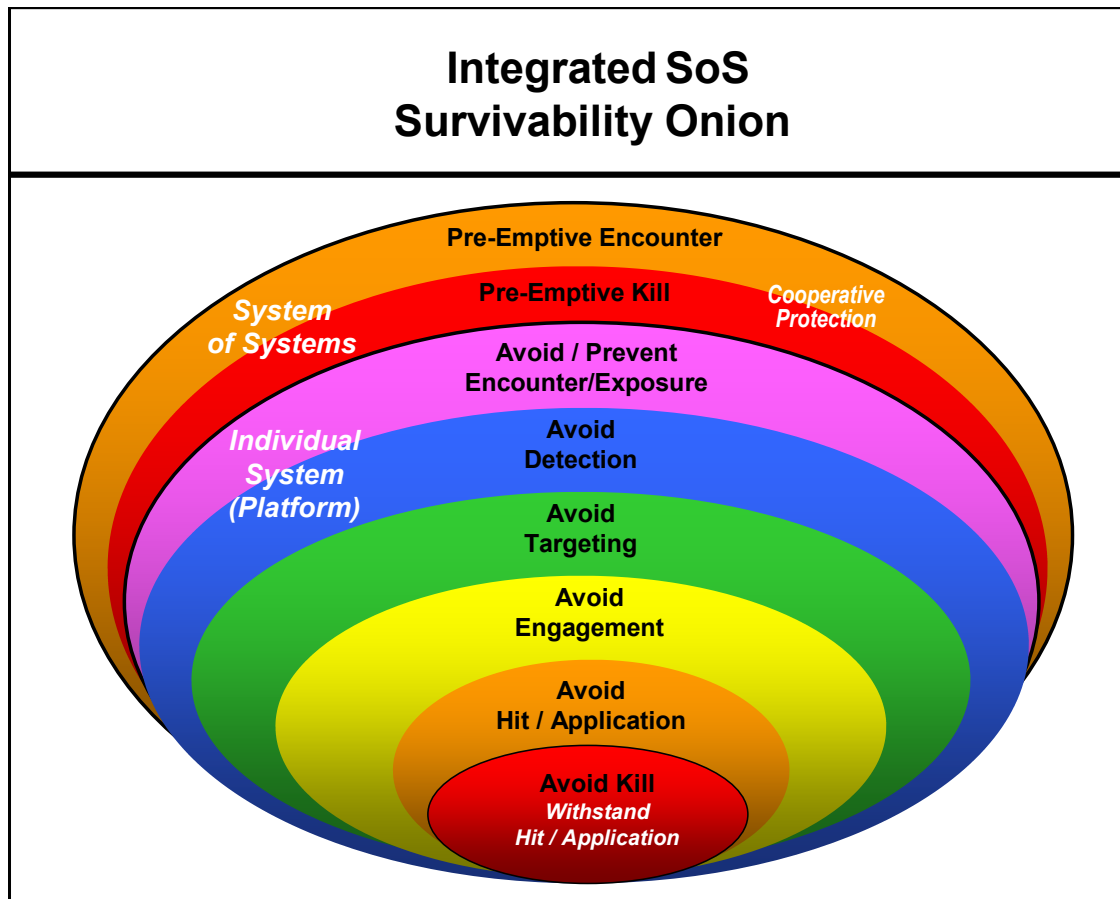 Integrated SoS
Survivability Onion
Pre-Emptive Encounter
Pre-Emptive Kill
Cooperative
Protection
System
of Systems
Avoid / Prevent
Encounter/Exposure
Individual
System
(Platform)
Avoid
Detection
Avoid
Targeting
Avoid
Engagement
Avoid
Hit / Application
Avoid Kill
Withstand
Hit / Application